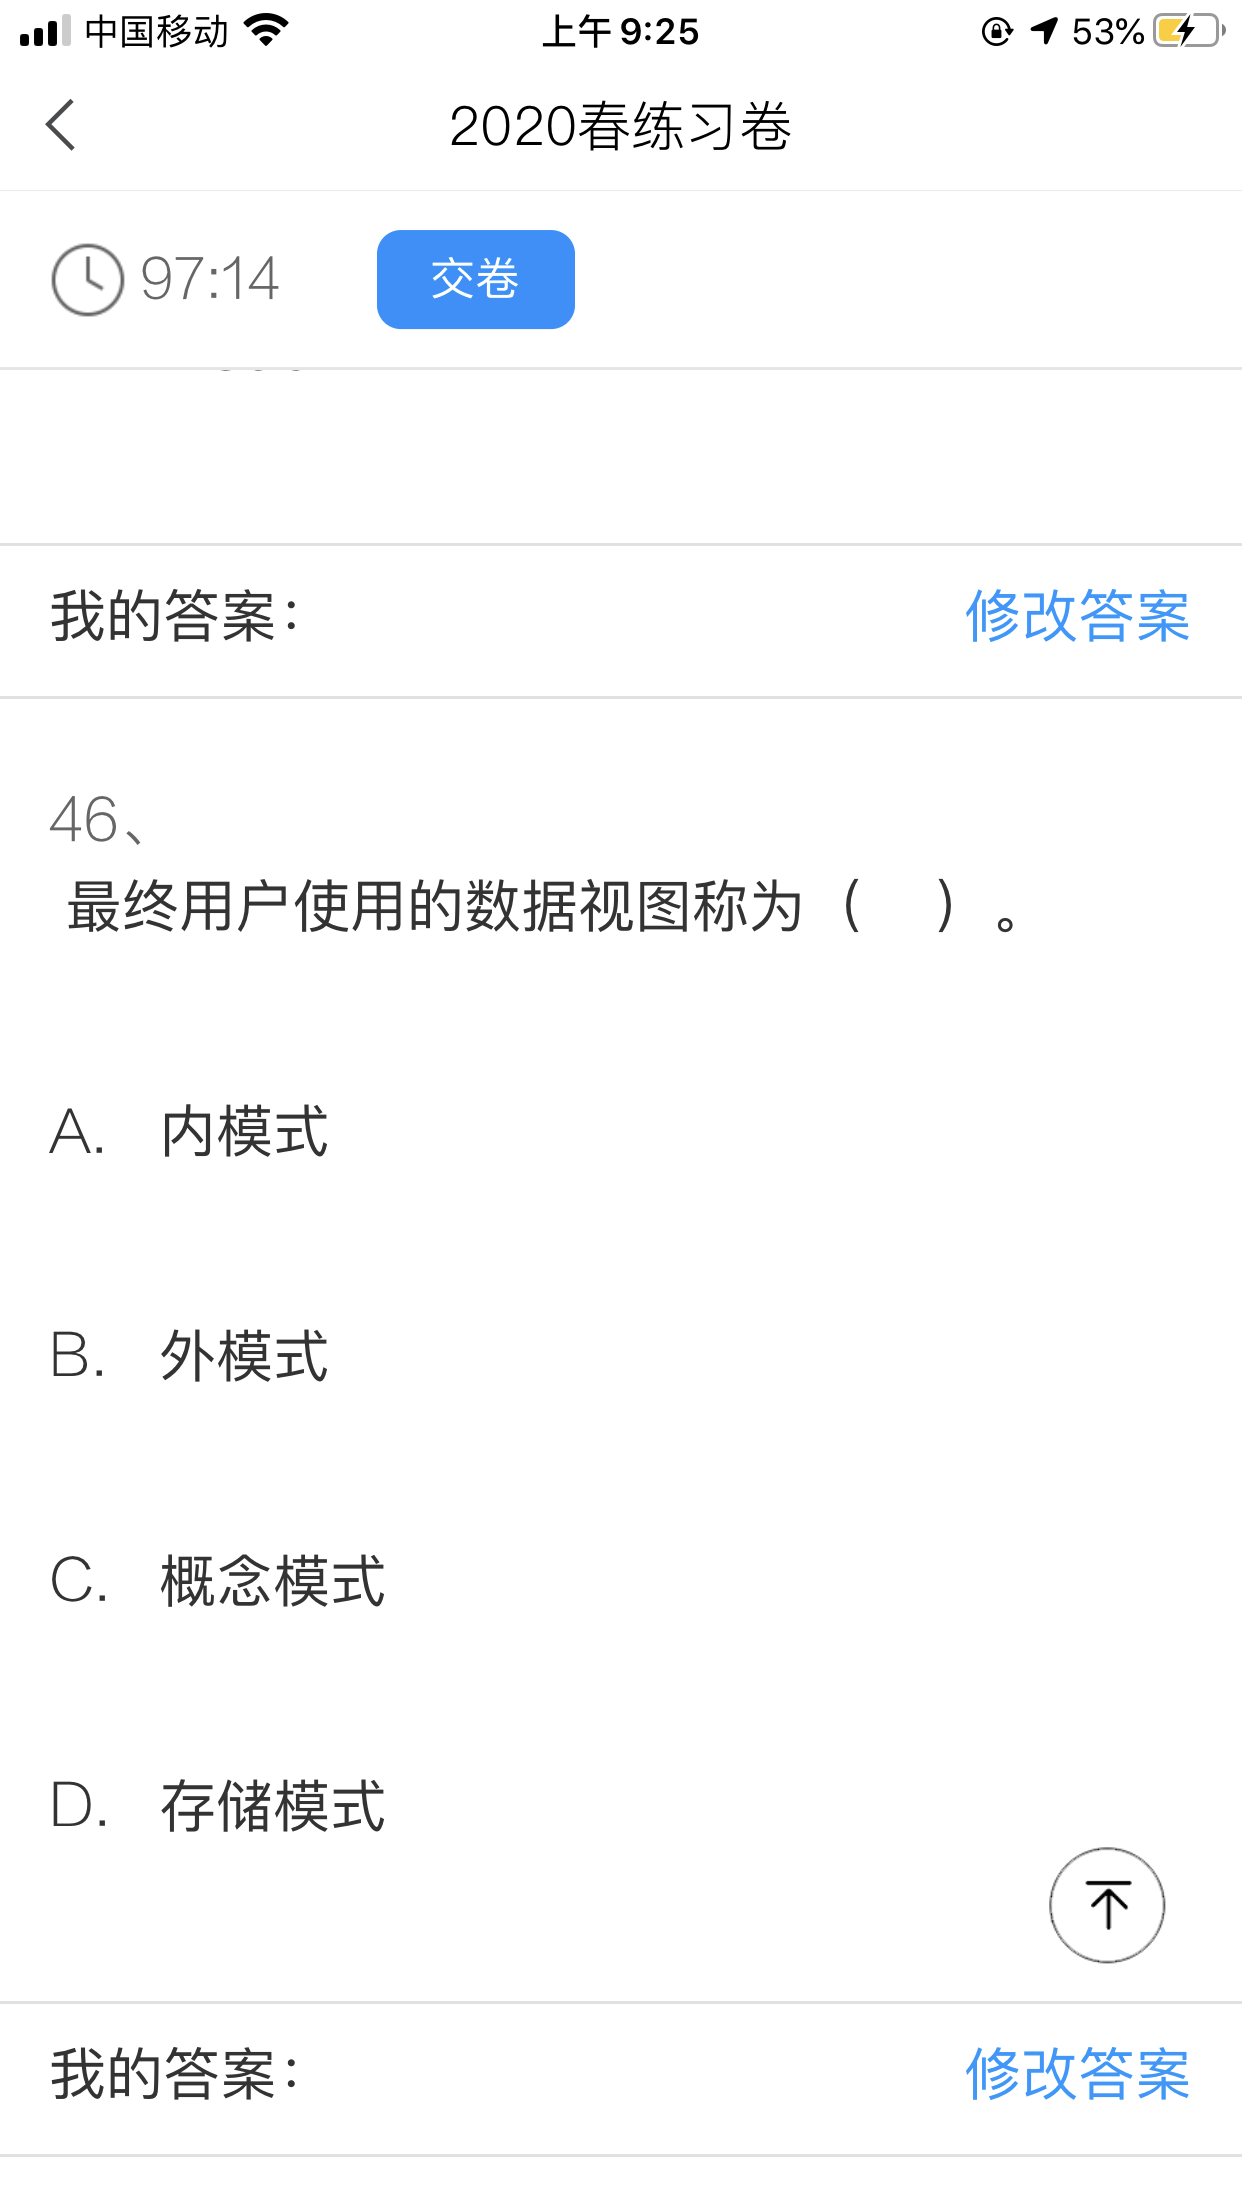 中国移动 上午 9:25 53%
2020春练习卷
97:14 交卷
我的答案: 修改答案
46、
最终用户使用的数据视图称为（ ）。
A. 内模式
B. 外模式
C. 概念模式
D. 存储模式
我的答案: 修改答案